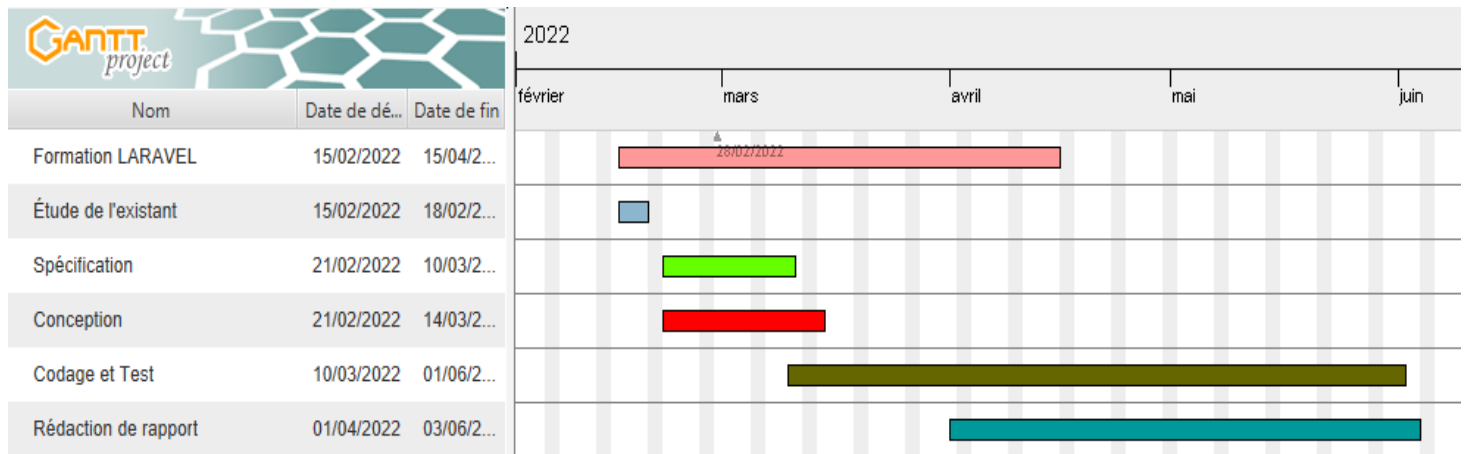 GANTT
project
2022
février mars avril mai juin
Nom Date de dé... Date de fin
28/02/2022
Formation LARAVEL 15/02/2022 15/04/2...
Étude de l'existant 15/02/2022 18/02/2...
Spécification 21/02/2022 10/03/2...
Conception 21/02/2022 14/03/2...
Codage et Test 10/03/2022 01/06/2...
Rédaction de rapport 01/04/2022 03/06/2...